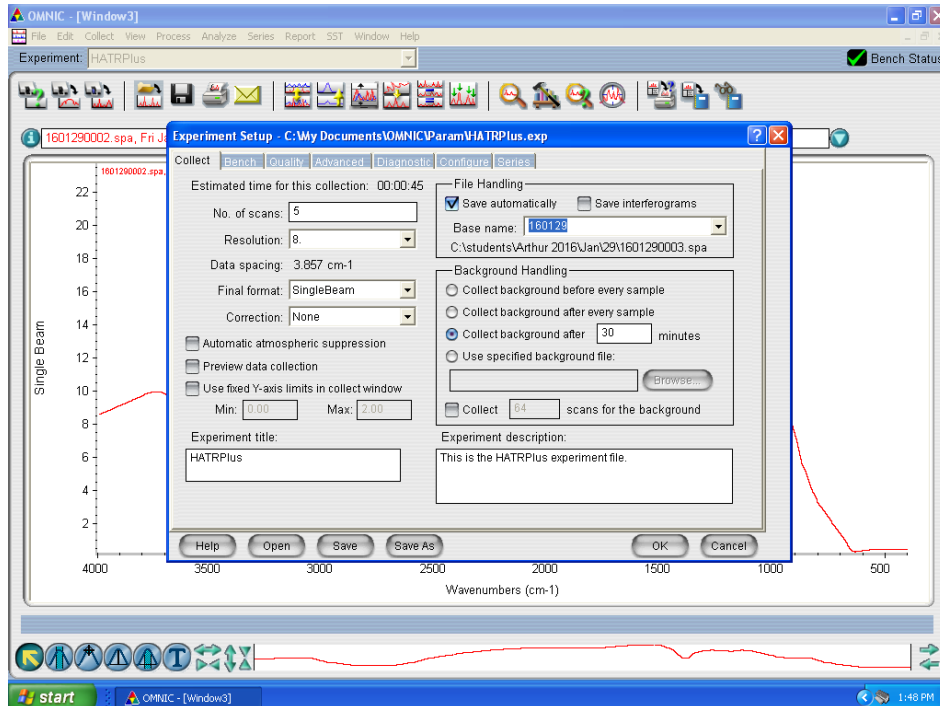 OMNIC - [Window3]
File Edit Collect View Process Analyze Series Report SST Window Help
Experiment: HATRPlus
Bench Status
1601290002.spa, Fri Ja
1601290002.spa,
Single Beam
22
20
18
16
14
12
10
8
6
4
2
4000 3500 3000 2500 2000 1500 1000 500
Wavenumbers (cm-1)
Experiment Setup - C:\My Documents\OMNIC\Param\HATRPlus.exp
Collect Bench Quality Advanced Diagnostic Configure Series
Estimated time for this collection: 00:00:45
No. of scans: 5
Resolution: 8.
Data spacing: 3.857 cm-1
Final format: SingleBeam
Correction: None
Automatic atmospheric suppression
Preview data collection
Use fixed Y-axis limits in collect window
Min: 0.00 Max: 2.00
Experiment title:
HATRPlus
File Handling
Save automatically Save interferograms
Base name: 160129
C:\students\Arthur 2016\Jan\29\1601290003.spa
Background Handling
Collect background before every sample
Collect background after every sample
Collect background after 30 minutes
Use specified background file:
Browse...
Collect 64 scans for the background
Experiment description:
This is the HATRPlus experiment file.
Help Open Save Save As OK Cancel
T
start OMNIC - [Window3] 1:48 PM